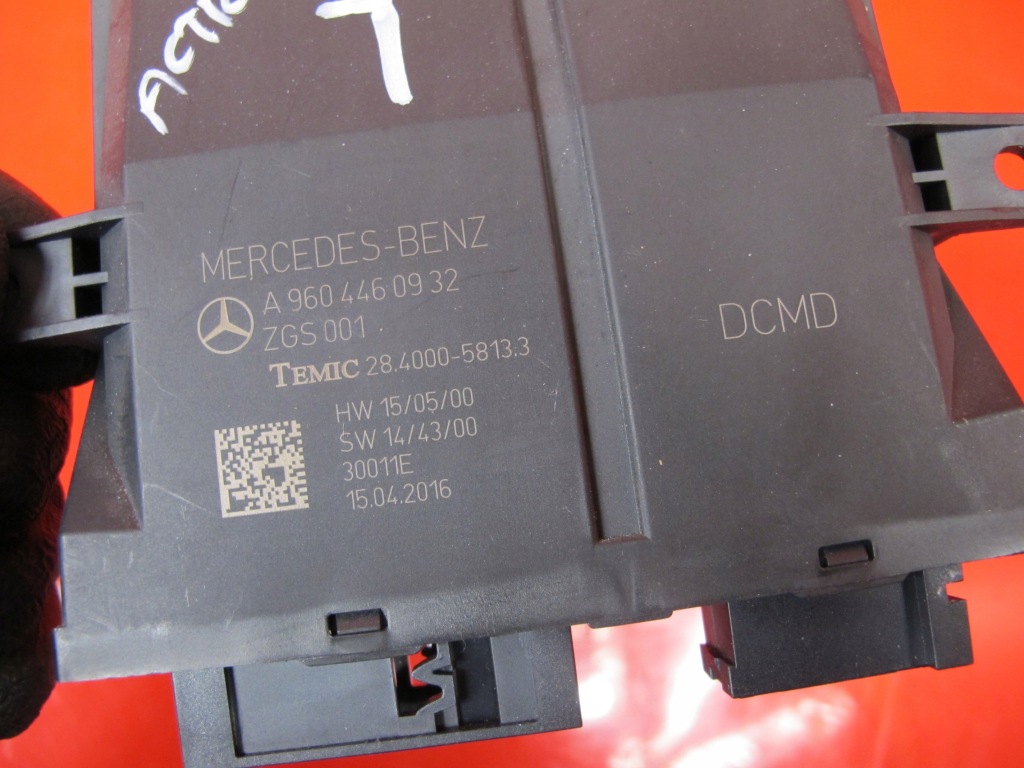 T
MERCEDES-BENZ
A 960 446 09 32
ZGS 001
TEMIC 28.4000-5813.3
HW 15/05/00
SW 14/43/00
30011E
15.04.2016
DCMD